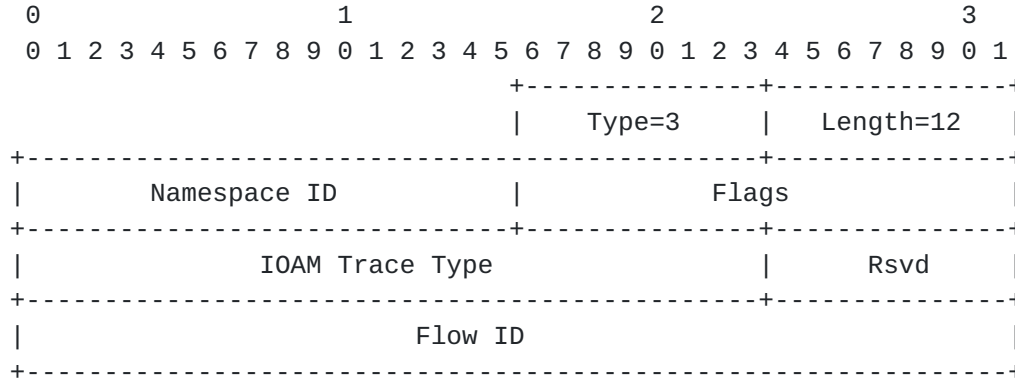 0                   1                   2                   3
0 1 2 3 4 5 6 7 8 9 0 1 2 3 4 5 6 7 8 9 0 1 2 3 4 5 6 7 8 9 0 1
+---------------+---------------+
| Type=3 | Length=12 |
+-----------------------------------------------+---------------+
| Namespace ID | Flags |
+-------------------------------+---------------+---------------+
| IOAM Trace Type | Rsvd |
+-----------------------------------------------+---------------+
| Flow ID |
+---------------------------------------------------------------+